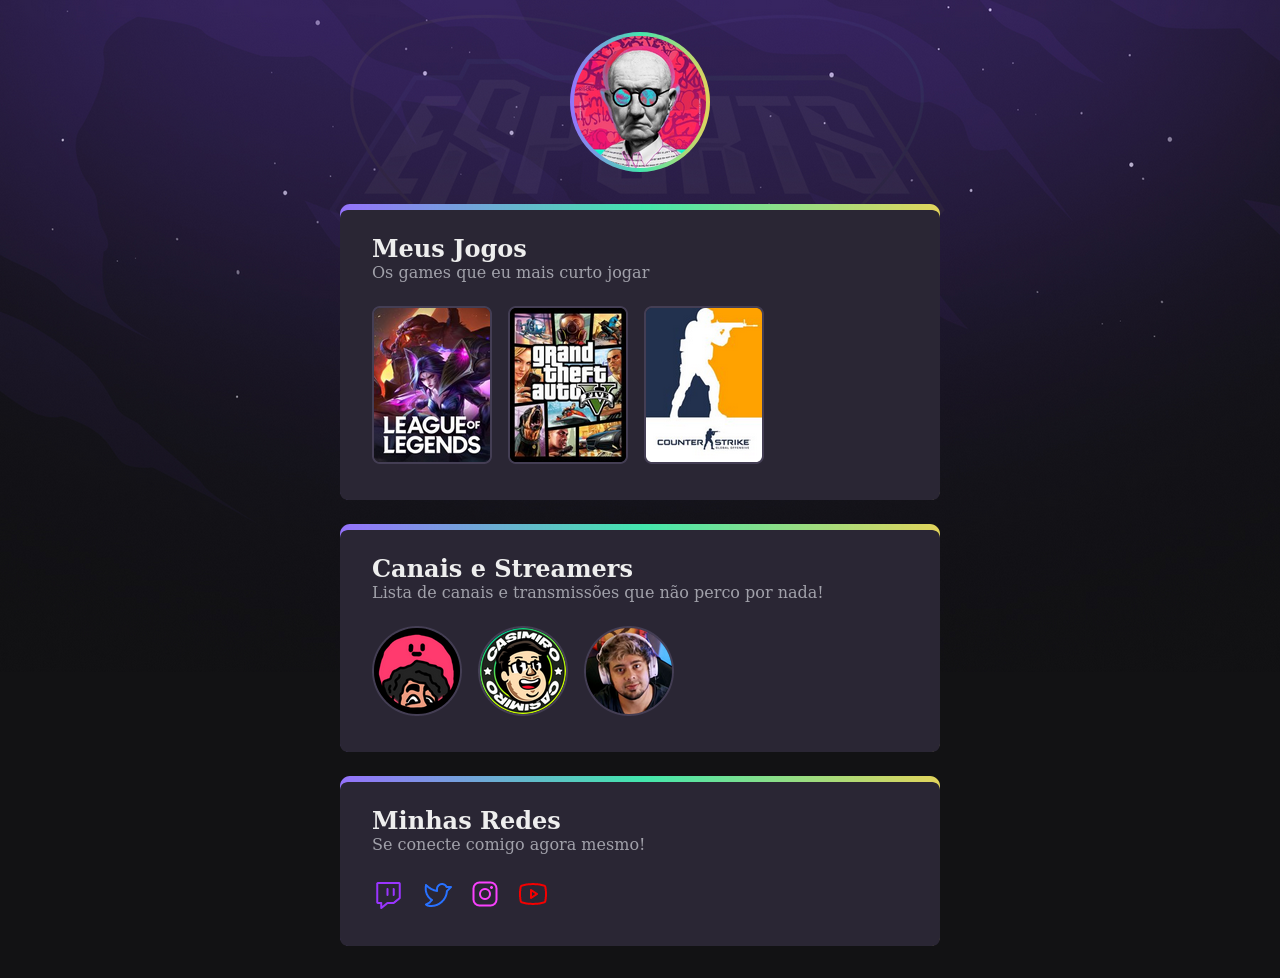 ESPORTS
Meus Jogos
Os games que eu mais curto jogar
LEAGUE OF
LEGENDS
grand
theft
auto
V
FIVE
COUNTER STRIKE
GLOBAL OFFENSIVE
Canais e Streamers
Lista de canais e transmissões que não perco por nada!
CASIMIRO
CASIMIRO
Minhas Redes
Se conecte comigo agora mesmo!